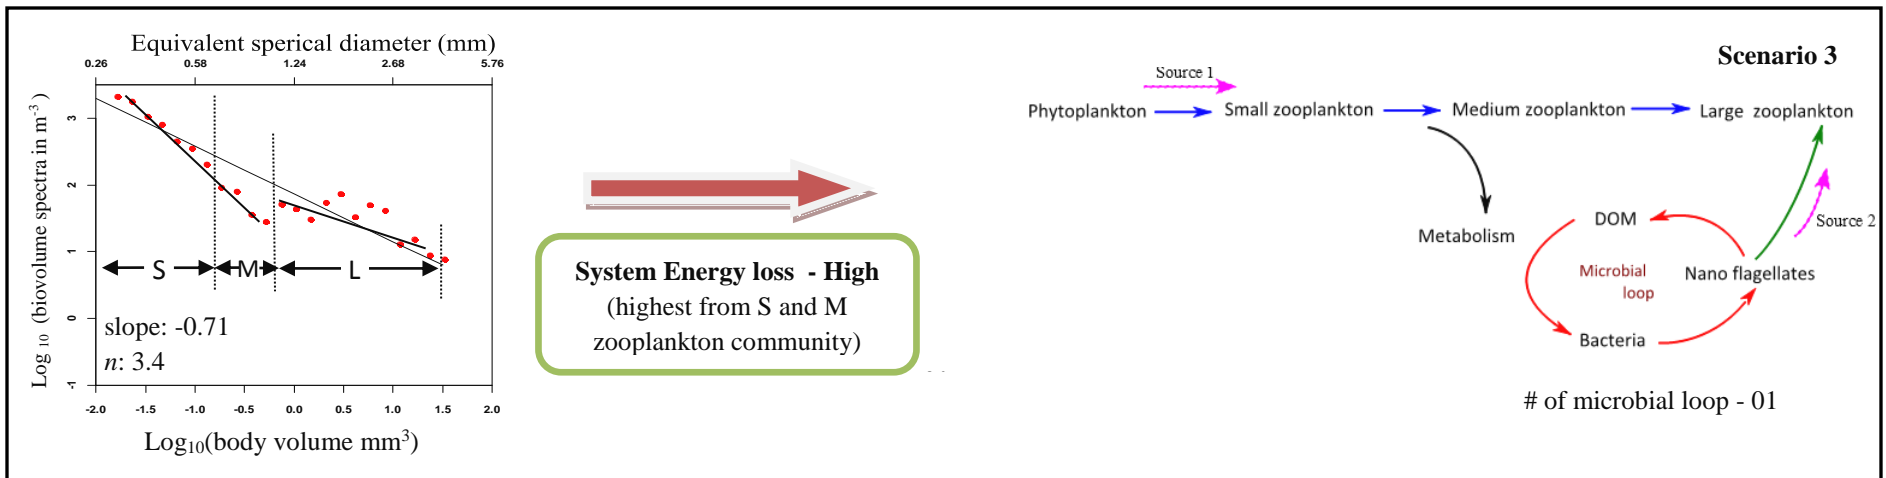 Equivalent sperical diameter (mm)
0.26 0.58 1.24 2.68 5.76
Log 10 (biovolume spectra in m-3)
3
2
1
0
-1
S M L
slope: -0.71
n: 3.4
-2.0 -1.5 -1.0 -0.5 0.0 0.5 1.0 1.5 2.0
Log10(body volume mm3)
System Energy loss - High
(highest from S and M
zooplankton community)
Scenario 3
Source 1
Phytoplankton Small zooplankton Medium zooplankton Large zooplankton
Metabolism
DOM
Source 2
Microbial
loop
Nano flagellates
Bacteria
# of microbial loop - 01